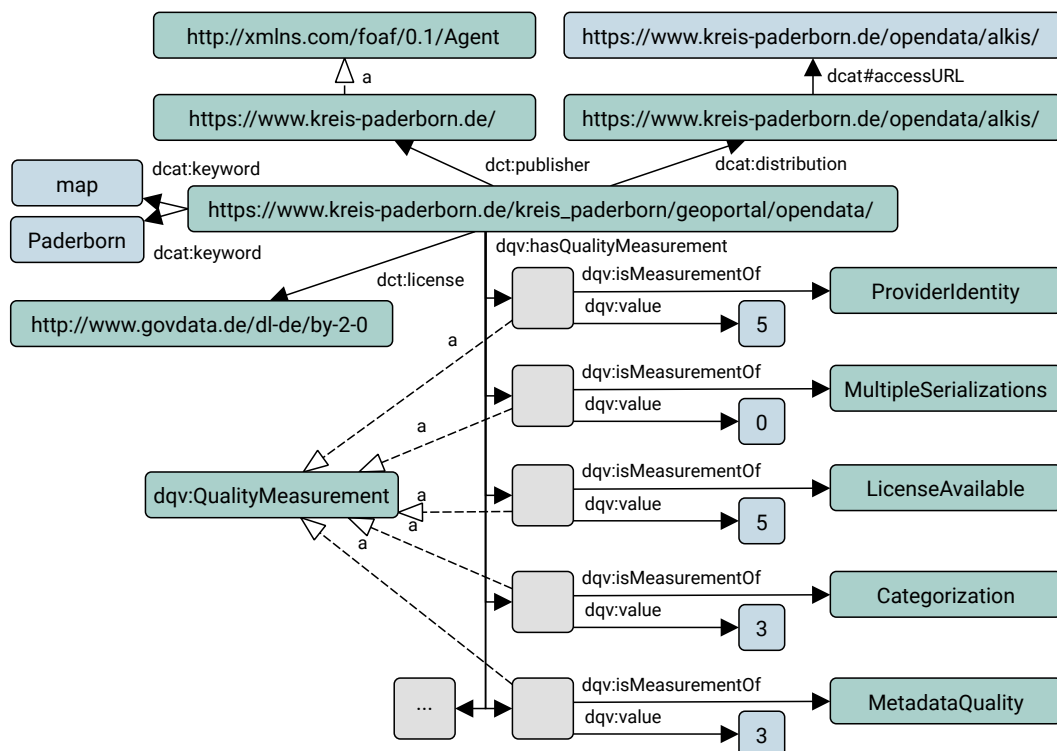 http://xmlns.com/foaf/0.1/Agent
https://www.kreis-paderborn.de/opendata/alkis/
a
dcat#accessURL
https://www.kreis-paderborn.de/
https://www.kreis-paderborn.de/opendata/alkis/
dct:publisher
dcat:distribution
dcat:keyword
map
https://www.kreis-paderborn.de/kreis_paderborn/geoportal/opendata/
Paderborn
dcat:keyword
dqv:hasQualityMeasurement
dct:license
dqv:isMeasurementOf
ProviderIdentity
dqv:value
5
http://www.govdata.de/dl-de/by-2-0
a
dqv:isMeasurementOf
MultipleSerializations
dqv:value
0
a
dqv:isMeasurementOf
LicenseAvailable
dqv:value
5
dqv:QualityMeasurement
a
a
a
dqv:isMeasurementOf
Categorization
dqv:value
3
dqv:isMeasurementOf
MetadataQuality
dqv:value
3
...